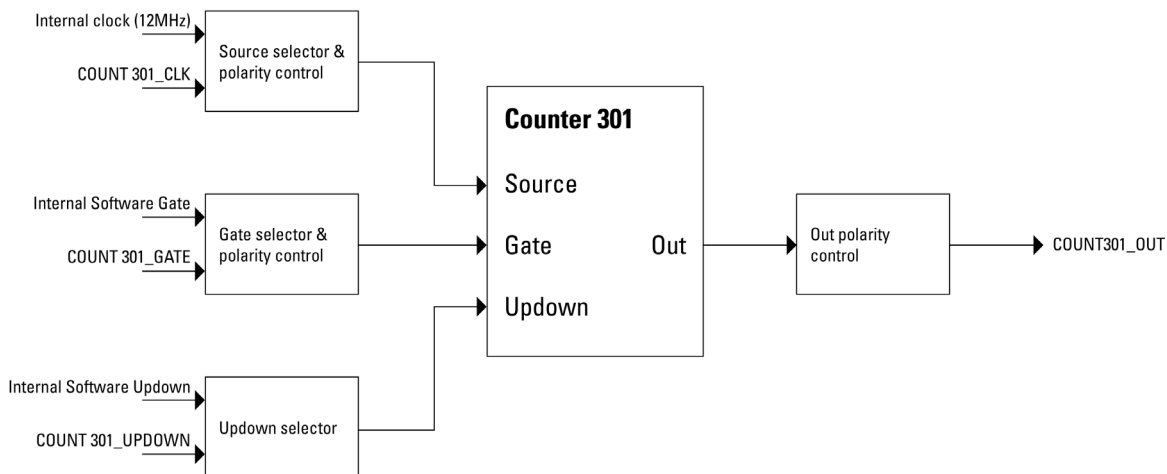 Internal clock (12MHz)
COUNT 301_CLK
Source selector &
polarity control
Counter 301
Source
Gate
Updown
Out
Internal Software Gate
COUNT 301_GATE
Gate selector &
polarity control
Out polarity
control
COUNT301_OUT
Internal Software Updown
COUNT 301_UPDOWN
Updown selector